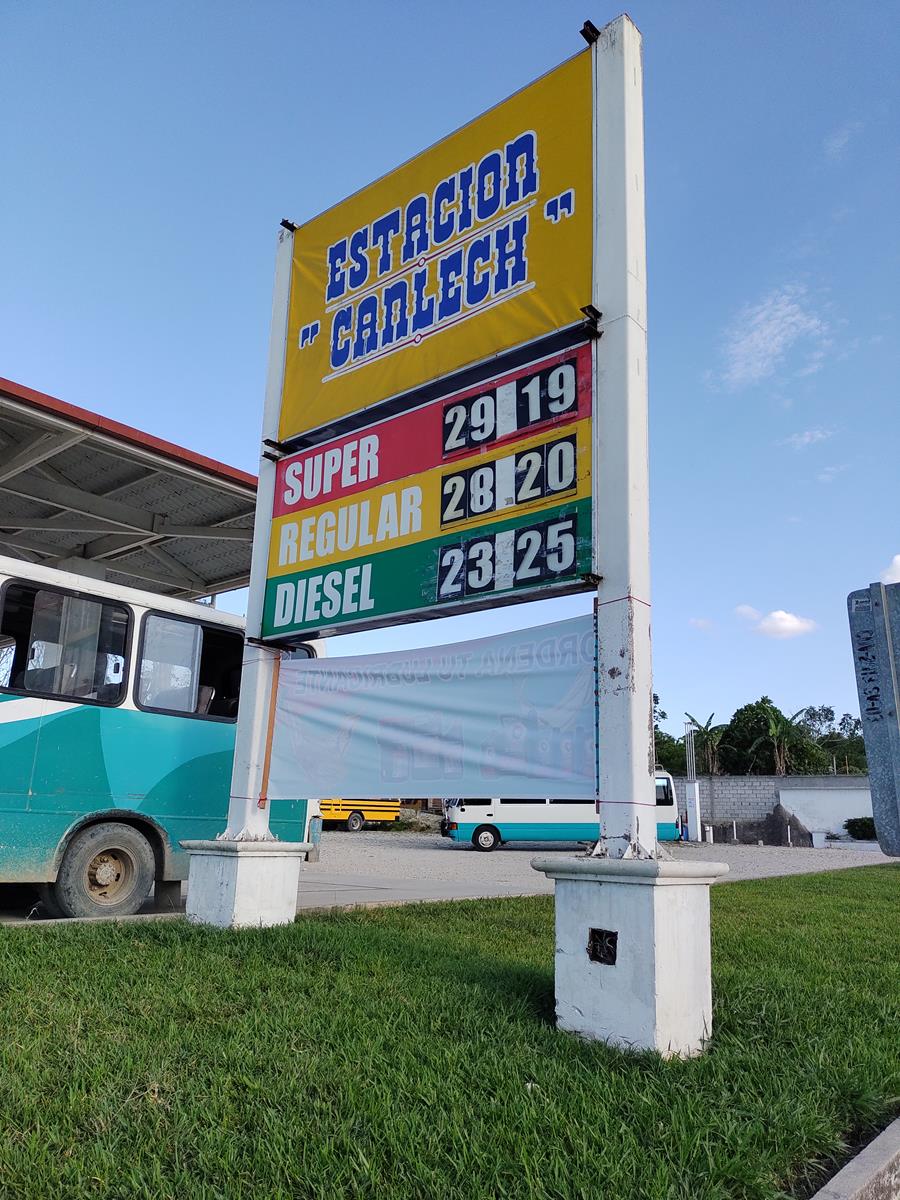 ESTACION
"CANLECH"
SUPER 29 19
REGULAR 28 20
DIESEL 23 25
ORDENA TU LUBRICANTE